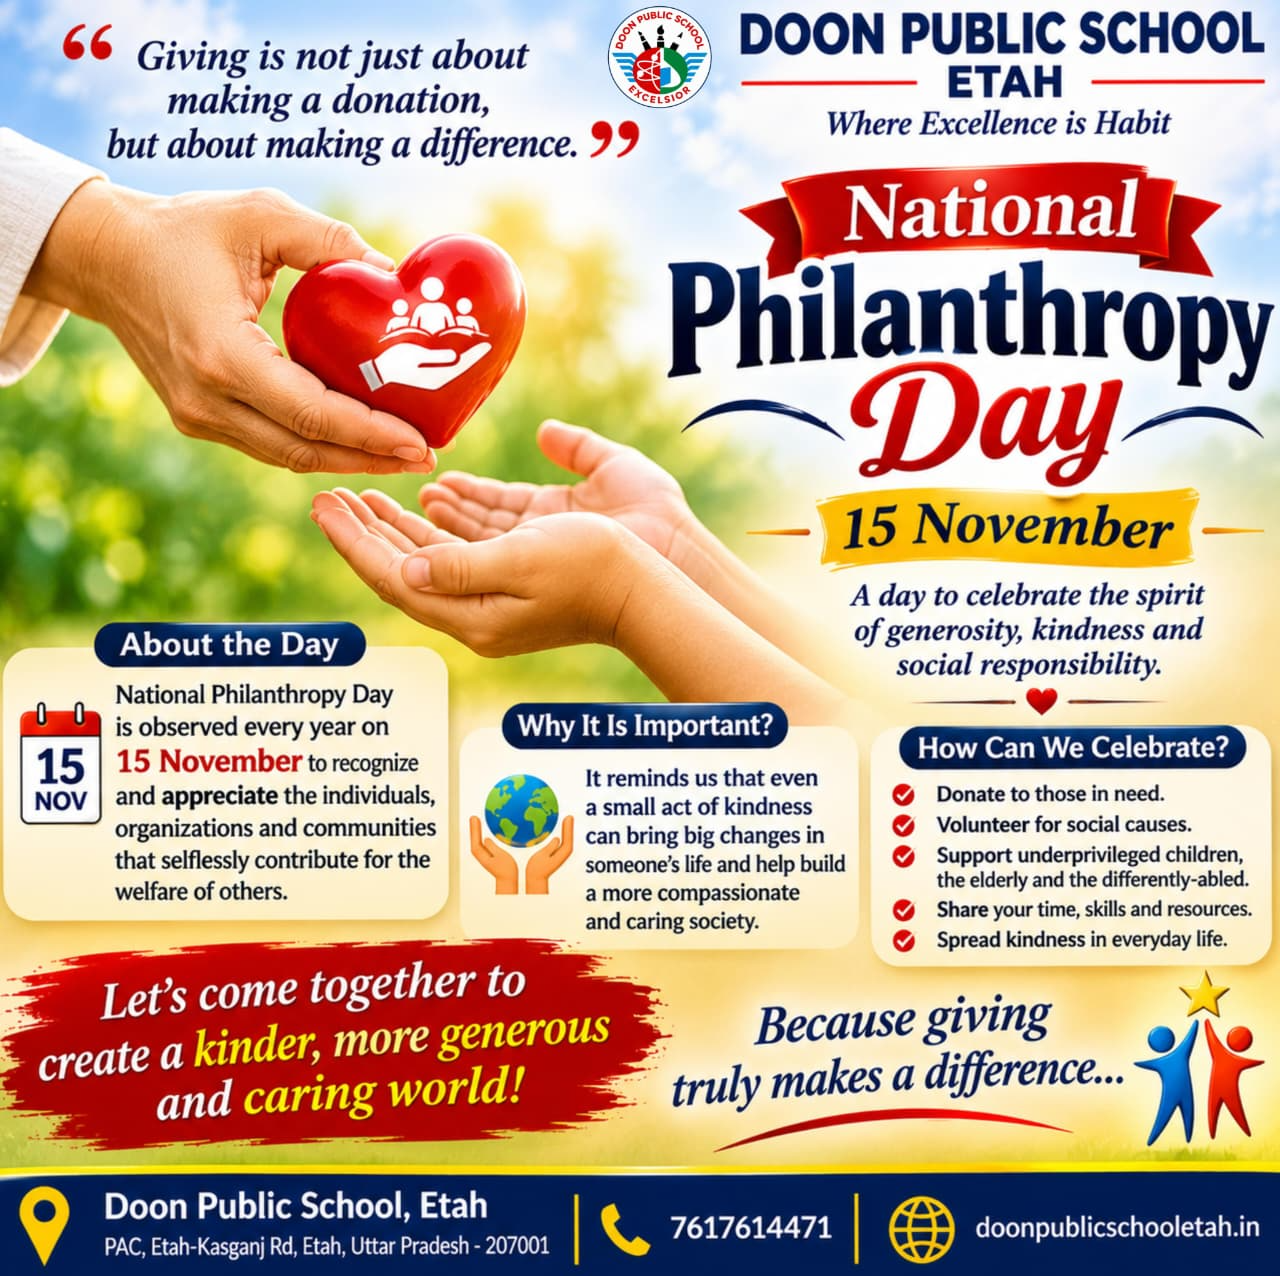 “ Giving is not just about
making a donation,
but about making a difference. ”
DOON PUBLIC SCHOOL
EXCELSIOR
DOON PUBLIC SCHOOL
ETAH
Where Excellence is Habit
National
Philanthropy
Day
15 November
A day to celebrate the spirit
of generosity, kindness and
social responsibility.
About the Day
15
NOV
National Philanthropy Day
is observed every year on
15 November to recognize
and appreciate the individuals,
organizations and communities
that selflessly contribute for the
welfare of others.
Why It Is Important?
It reminds us that even
a small act of kindness
can bring big changes in
someone's life and help build
a more compassionate
and caring society.
How Can We Celebrate?
Donate to those in need.
Volunteer for social causes.
Support underprivileged children,
the elderly and the differently-abled.
Share your time, skills and resources.
Spread kindness in everyday life.
Let's come together to
create a kinder, more generous
and caring world!
Because giving
truly makes a difference...
Doon Public School, Etah
PAC, Etah-Kasganj Rd, Etah, Uttar Pradesh - 207001
7617614471
doonpublicschooletah.in